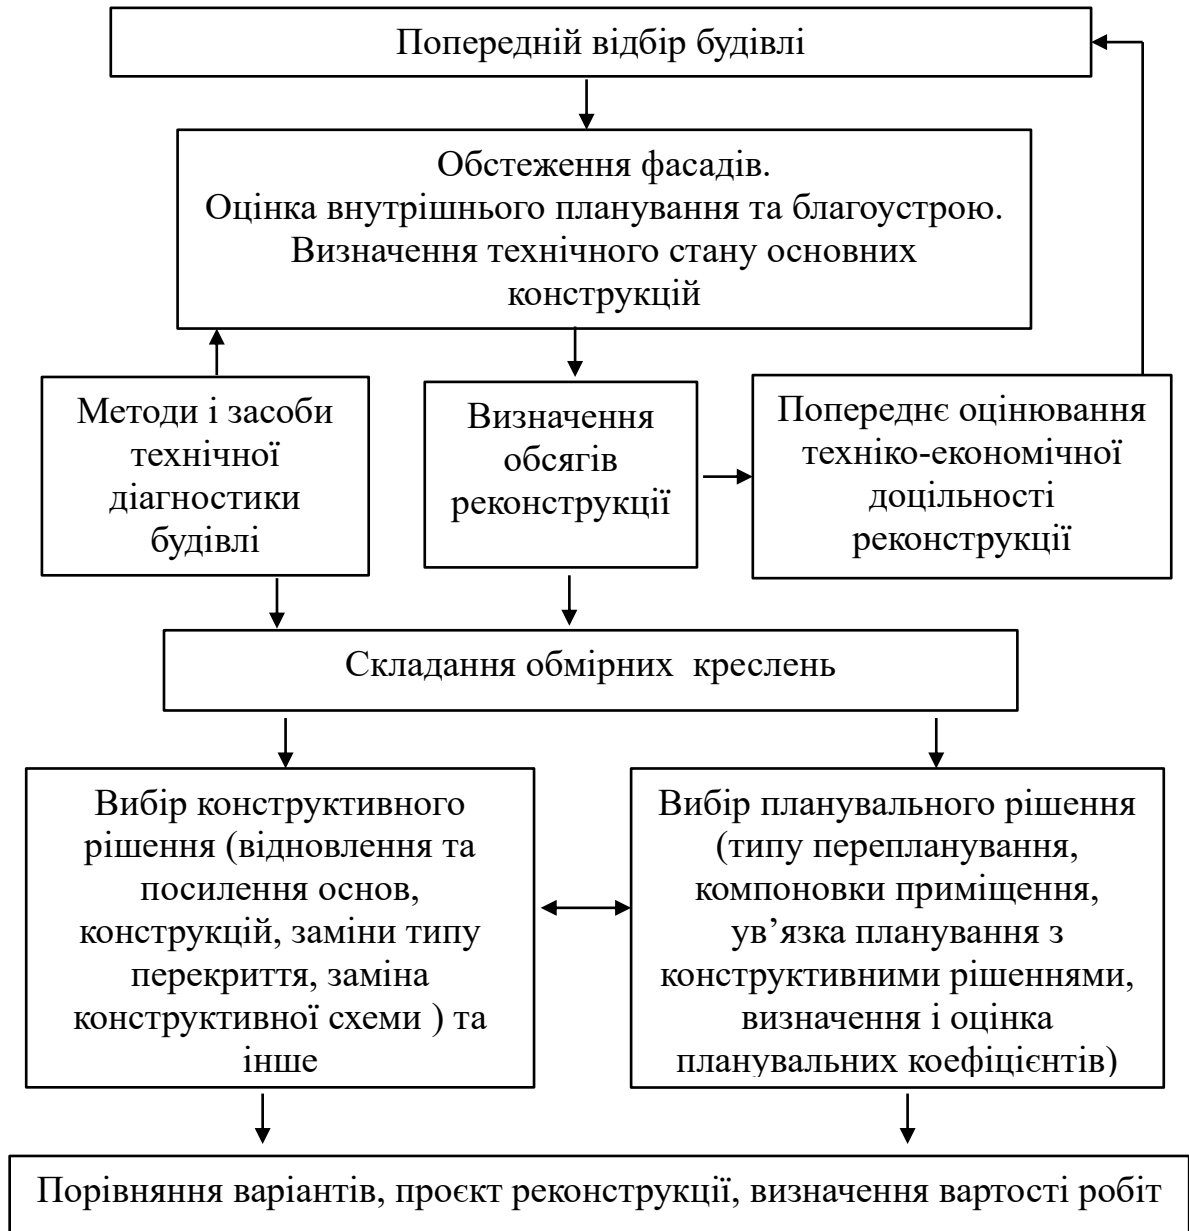 Попередній відбір будівлі
Обстеження фасадів.
Оцінка внутрішнього планування та благоустрою.
Визначення технічного стану основних
конструкцій
Методи і засоби
технічної
діагностики
будівлі
Визначення
обсягів
реконструкції
Попереднє оцінювання
техніко-економічної
доцільності
реконструкції
Складання обмірних креслень
Вибір конструктивного
рішення (відновлення та
посилення основ,
конструкцій, заміни типу
перекриття, заміна
конструктивної схеми ) та
інше
Вибір планувального рішення
(типу перепланування,
компоновки приміщення,
ув’язка планування з
конструктивними рішеннями,
визначення і оцінка
планувальних коефіцієнтів)
Порівняння варіантів, проєкт реконструкції, визначення вартості робіт